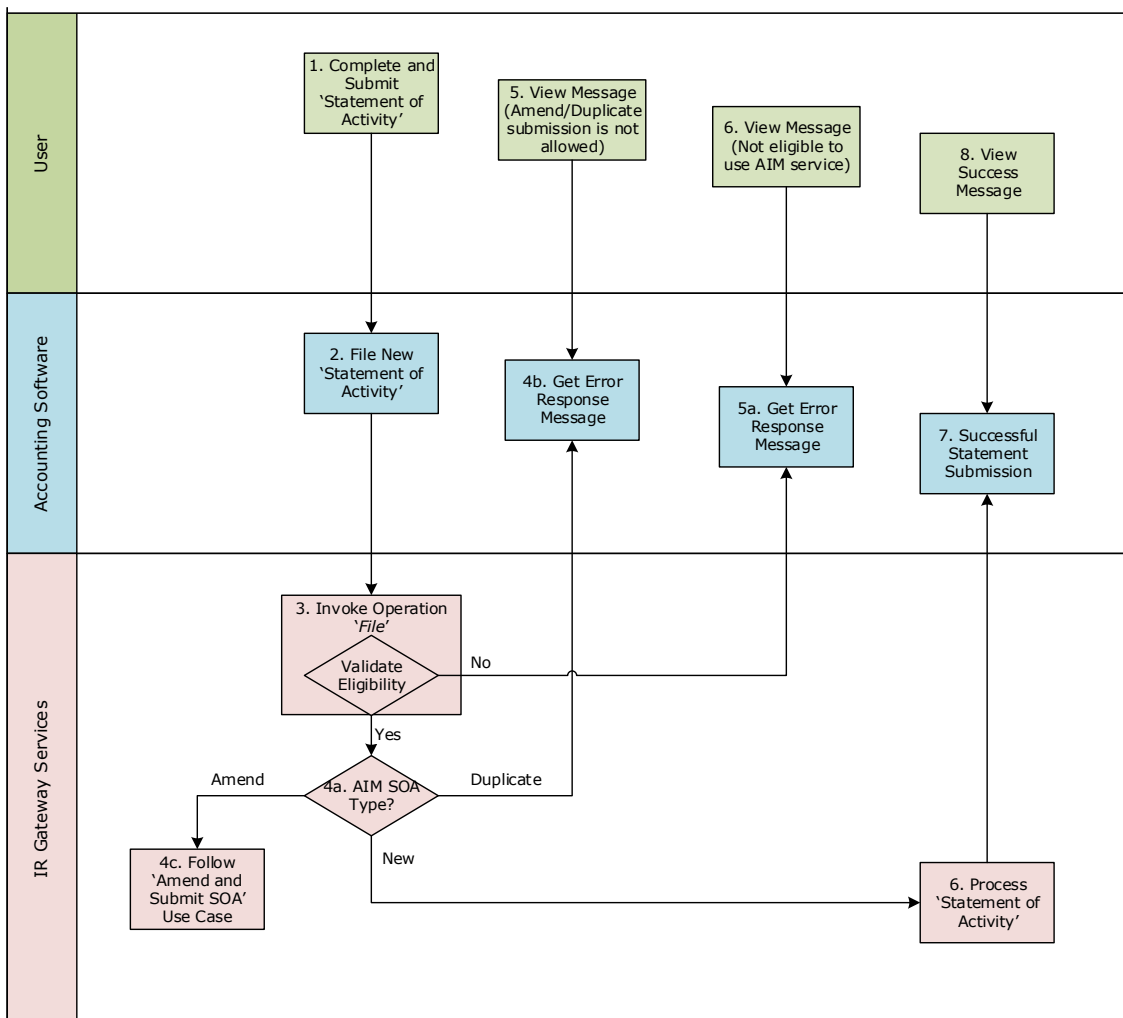 User
1. Complete and
Submit
‘Statement of
Activity’
5. View Message
(Amend/Duplicate
submission is not
allowed)
6. View Message
(Not eligible to
use AIM service)
8. View
Success
Message
Accounting Software
2. File New
‘Statement of
Activity’
4b. Get Error
Response
Message
5a. Get Error
Response
Message
7. Successful
Statement
Submission
IR Gateway Services
3. Invoke Operation
‘File’
Validate
Eligibility
No
Yes
Amend
4a. AIM SOA
Type?
Duplicate
New
4c. Follow
‘Amend and
Submit SOA’
Use Case
6. Process
‘Statement of
Activity’